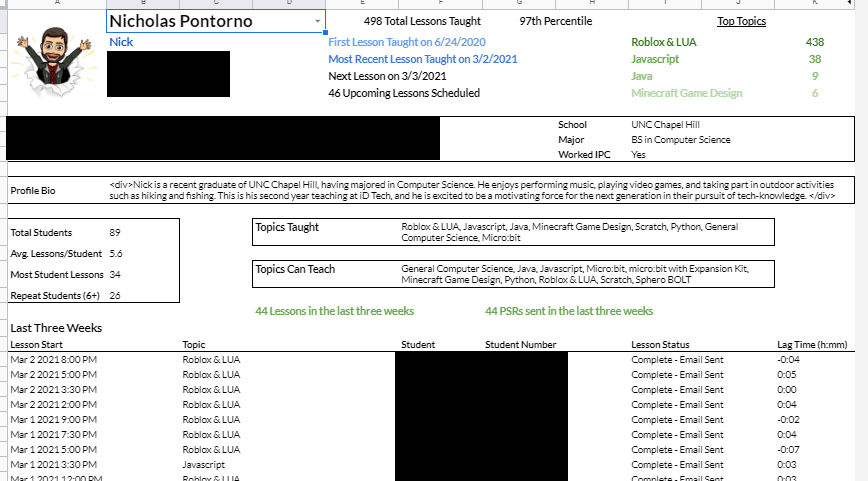 A B C D E F G H I J K
Nicholas Pontorno 498 Total Lessons Taught 97th Percentile Top Topics
Nick First Lesson Taught on 6/24/2020 Roblox & LUA 438
Most Recent Lesson Taught on 3/2/2021 Javascript 38
Next Lesson on 3/3/2021 Java 9
46 Upcoming Lessons Scheduled Minecraft Game Design 6
School UNC Chapel Hill
Major BS in Computer Science
Worked IPC Yes
Profile Bio <div>Nick is a recent graduate of UNC Chapel Hill, having majored in Computer Science. He enjoys performing music, playing video games, and taking part in outdoor activities
such as hiking and fishing. This is his second year teaching at iD Tech, and he is excited to be a motivating force for the next generation in their pursuit of tech-knowledge. </div>
Total Students 89
Avg. Lessons/Student 5.6
Most Student Lessons 34
Repeat Students (6+) 26
Topics Taught Roblox & LUA, Javascript, Java, Minecraft Game Design, Scratch, Python, General
Computer Science, Micro:bit
Topics Can Teach General Computer Science, Java, Javascript, Micro:bit, micro:bit with Expansion Kit,
Minecraft Game Design, Python, Roblox & LUA, Scratch, Sphero BOLT
44 Lessons in the last three weeks 44 PSRs sent in the last three weeks
Last Three Weeks
Lesson Start Topic Student Student Number Lesson Status Lag Time (h:mm)
Mar 2 2021 8:00 PM Roblox & LUA Complete - Email Sent -0:04
Mar 2 2021 5:00 PM Roblox & LUA Complete - Email Sent 0:05
Mar 2 2021 3:30 PM Roblox & LUA Complete - Email Sent 0:00
Mar 2 2021 2:00 PM Roblox & LUA Complete - Email Sent 0:04
Mar 1 2021 9:00 PM Roblox & LUA Complete - Email Sent -0:02
Mar 1 2021 7:30 PM Roblox & LUA Complete - Email Sent 0:04
Mar 1 2021 5:00 PM Roblox & LUA Complete - Email Sent -0:07
Mar 1 2021 3:30 PM Javascript Complete - Email Sent 0:03
Mar 1 2021 12:00 PM Roblox & LUA Complete - Email Sent 0:03